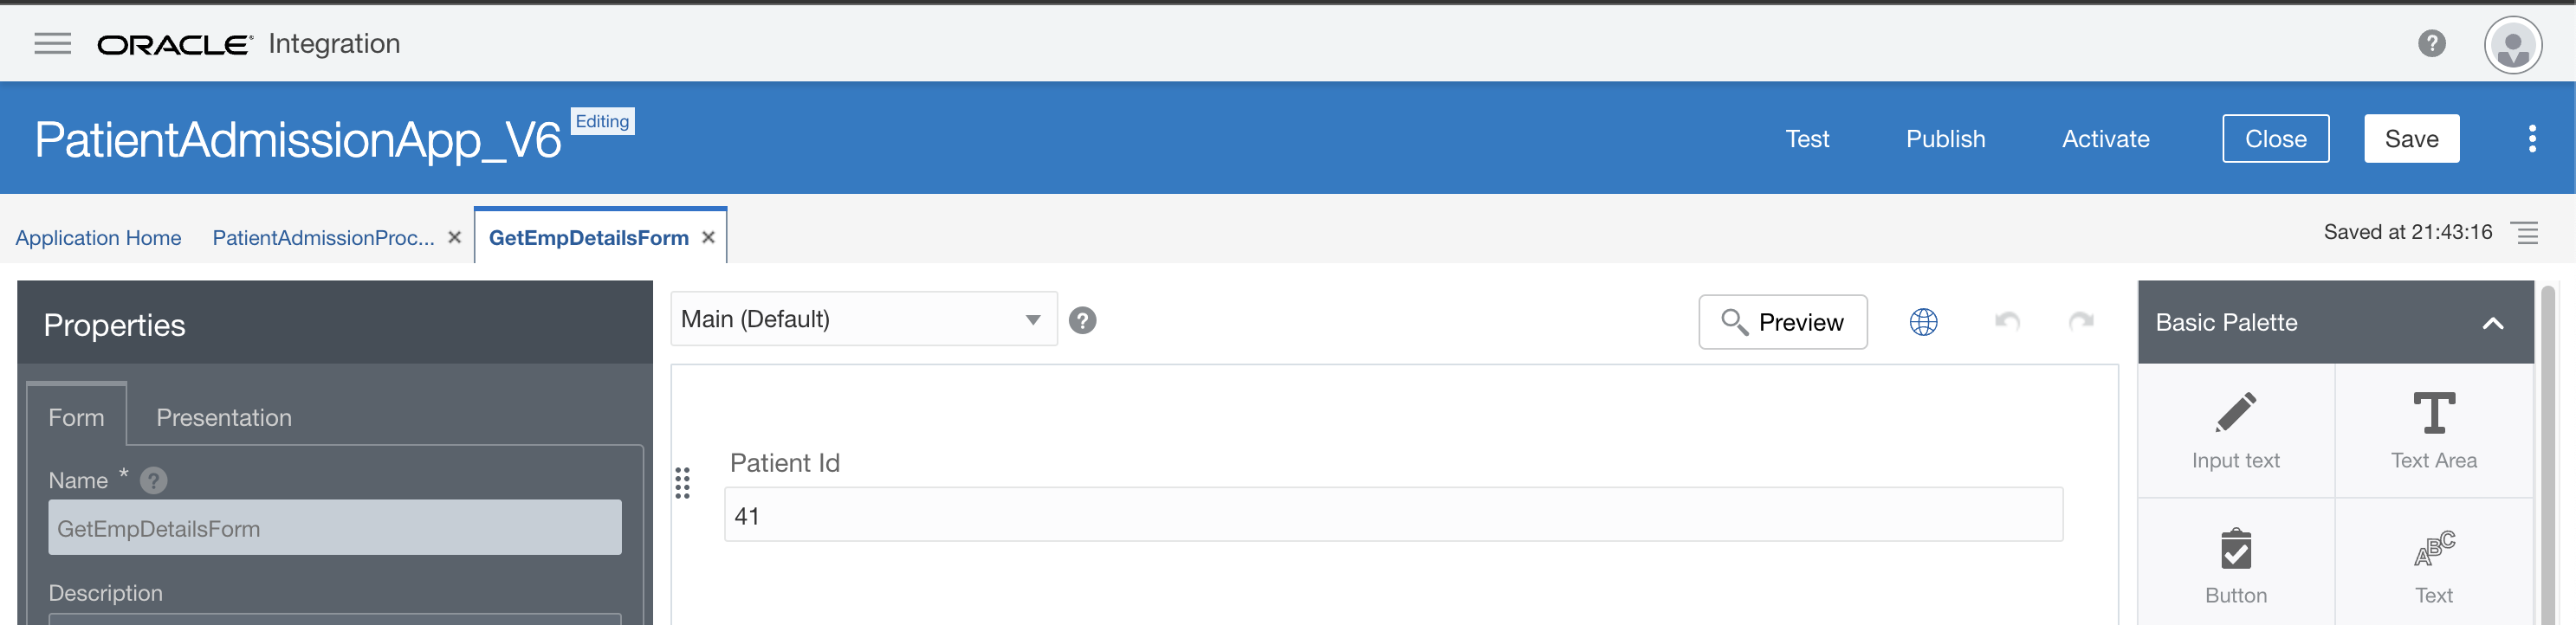 ORACLE Integration
?
PatientAdmissionApp_V6 Editing
Test Publish Activate Close Save
Application Home PatientAdmissionProc... × GetEmpDetailsForm × Saved at 21:43:16
Properties
Main (Default) ?
Preview
Basic Palette
Form Presentation
Name * ?
GetEmpDetailsForm
Description
Patient Id
41
Input text Text Area
ABC
Button Text